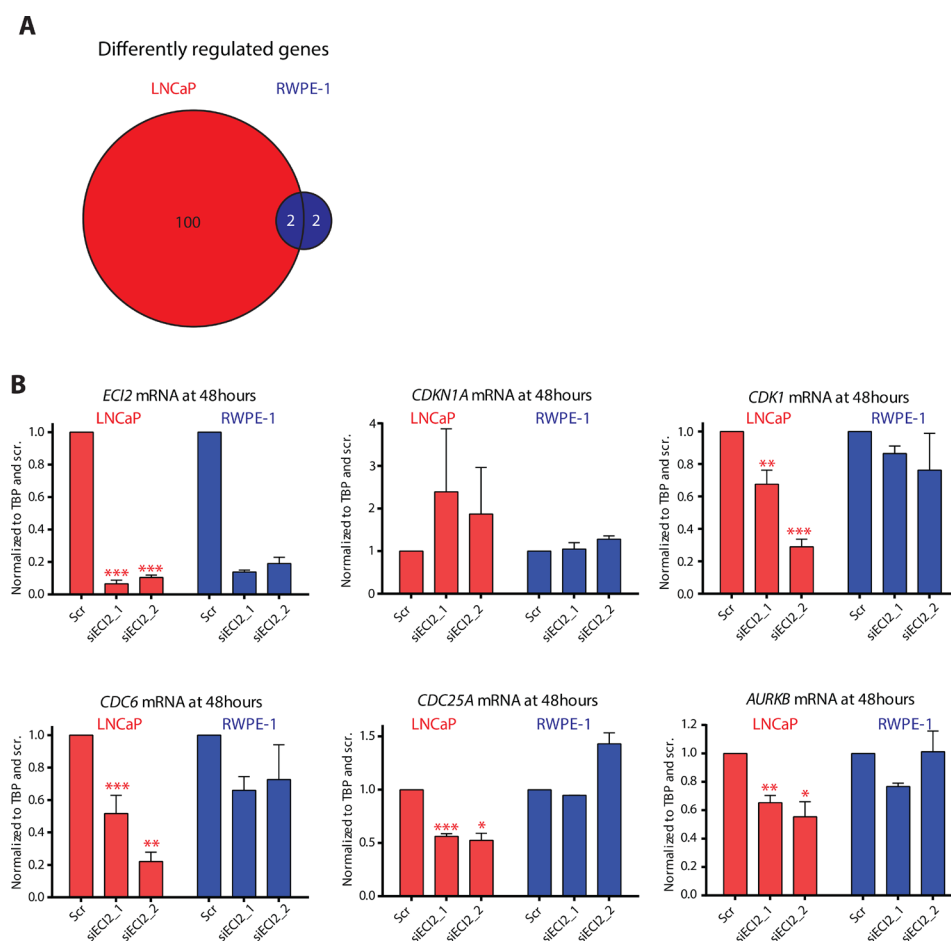 A
Differently regulated genes
LNCaP RWPE-1
100 2 2
B
ECI2 mRNA at 48hours
LNCaP RWPE-1
Normalized to TBP and scr.
1.0
0.8
0.6
0.4
0.2
0.0
*** ***
Scr siECI2_1 siECI2_2 Scr siECI2_1 siECI2_2
CDKN1A mRNA at 48hours
LNCaP RWPE-1
Normalized to TBP and scr.
4
3
2
1
0
Scr siECI2_1 siECI2_2 Scr siECI2_1 siECI2_2
CDK1 mRNA at 48hours
LNCaP RWPE-1
Normalized to TBP and scr.
1.0
0.8
0.6
0.4
0.2
0.0
** ***
Scr siECI2_1 siECI2_2 Scr siECI2_1 siECI2_2
CDC6 mRNA at 48hours
LNCaP RWPE-1
Normalized to TBP and scr.
1.0
0.8
0.6
0.4
0.2
0.0
*** **
Scr siECI2_1 siECI2_2 Scr siECI2_1 siECI2_2
CDC25A mRNA at 48hours
LNCaP RWPE-1
Normalized to TBP and scr.
1.5
1.0
0.5
0.0
*** *
Scr siECI2_1 siECI2_2 Scr siECI2_1 siECI2_2
AURKB mRNA at 48hours
LNCaP RWPE-1
Normalized to TBP and scr.
1.2
1.0
0.8
0.6
0.4
0.2
0.0
** *
Scr siECI2_1 siECI2_2 Scr siECI2_1 siECI2_2